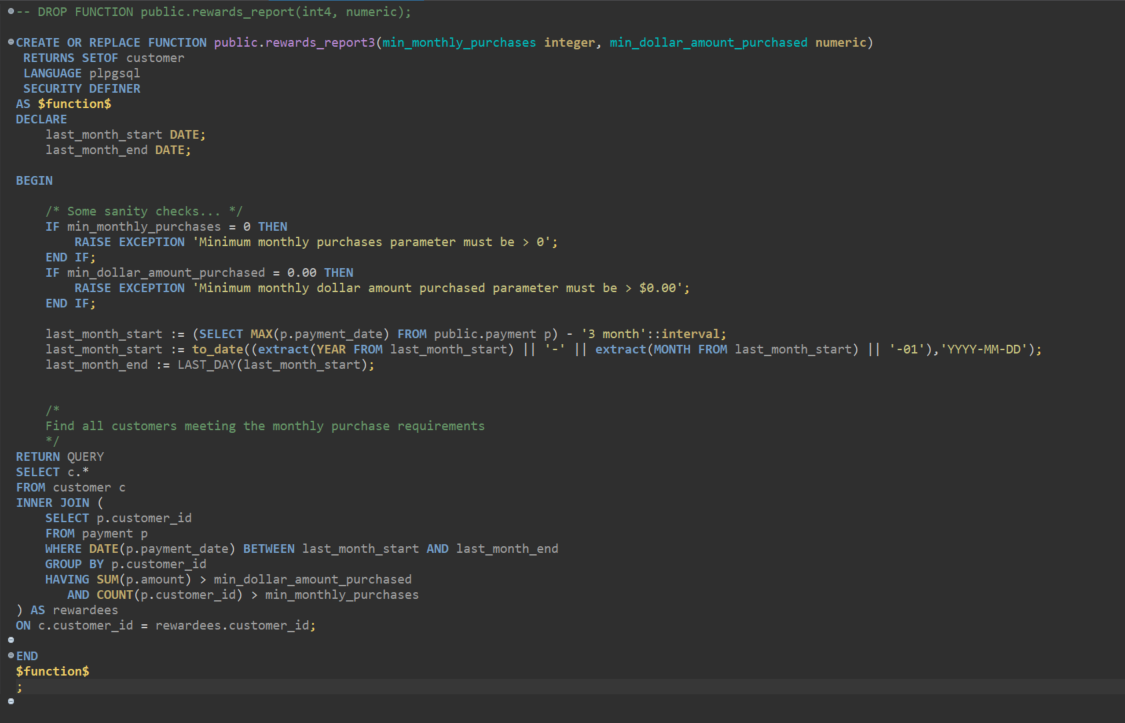 -- DROP FUNCTION public.rewards_report(int4, numeric);
CREATE OR REPLACE FUNCTION public.rewards_report3(min_monthly_purchases integer, min_dollar_amount_purchased numeric)
RETURNS SETOF customer
LANGUAGE plpgsql
SECURITY DEFINER
AS $function$
DECLARE
last_month_start DATE;
last_month_end DATE;
BEGIN
/* Some sanity checks... */
IF min_monthly_purchases = 0 THEN
RAISE EXCEPTION 'Minimum monthly purchases parameter must be > 0';
END IF;
IF min_dollar_amount_purchased = 0.00 THEN
RAISE EXCEPTION 'Minimum monthly dollar amount purchased parameter must be > $0.00';
END IF;
last_month_start := (SELECT MAX(p.payment_date) FROM public.payment p) - '3 month'::interval;
last_month_start := to_date((extract(YEAR FROM last_month_start) || '-' || extract(MONTH FROM last_month_start) || '-01'),'YYYY-MM-DD');
last_month_end := LAST_DAY(last_month_start);
/*
Find all customers meeting the monthly purchase requirements
*/
RETURN QUERY
SELECT c.*
FROM customer c
INNER JOIN (
SELECT p.customer_id
FROM payment p
WHERE DATE(p.payment_date) BETWEEN last_month_start AND last_month_end
GROUP BY p.customer_id
HAVING SUM(p.amount) > min_dollar_amount_purchased
AND COUNT(p.customer_id) > min_monthly_purchases
) AS rewardees
ON c.customer_id = rewardees.customer_id;
END
$function$
;